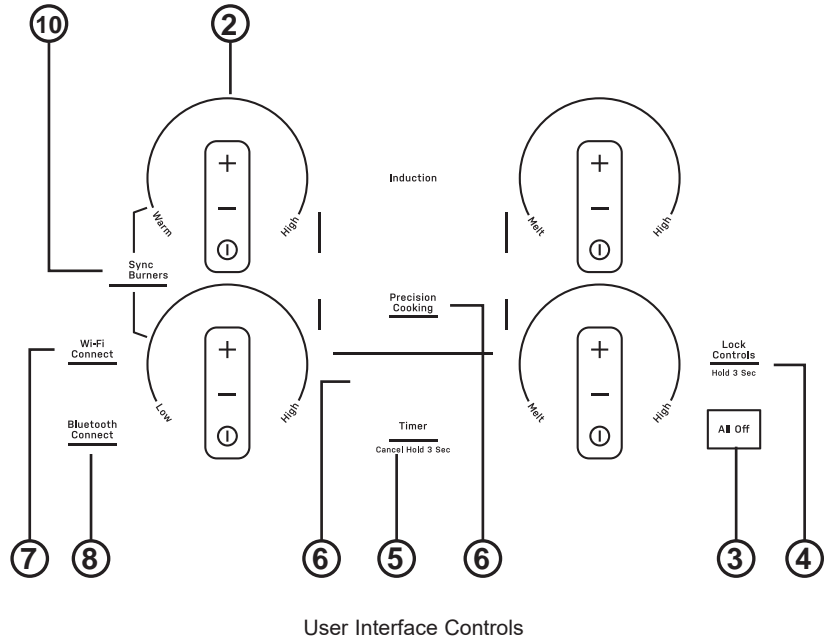 10
2
+
−
Warm
High
Induction
+
−
Melt
High
Sync
Burners
Precision
Cooking
Wi-Fi
Connect
+
−
Low
High
+
−
Melt
High
Lock
Controls
Hold 3 Sec
Bluetooth
Connect
Timer
Cancel Hold 3 Sec
All Off
7
8
6
5
6
3
4
User Interface Controls